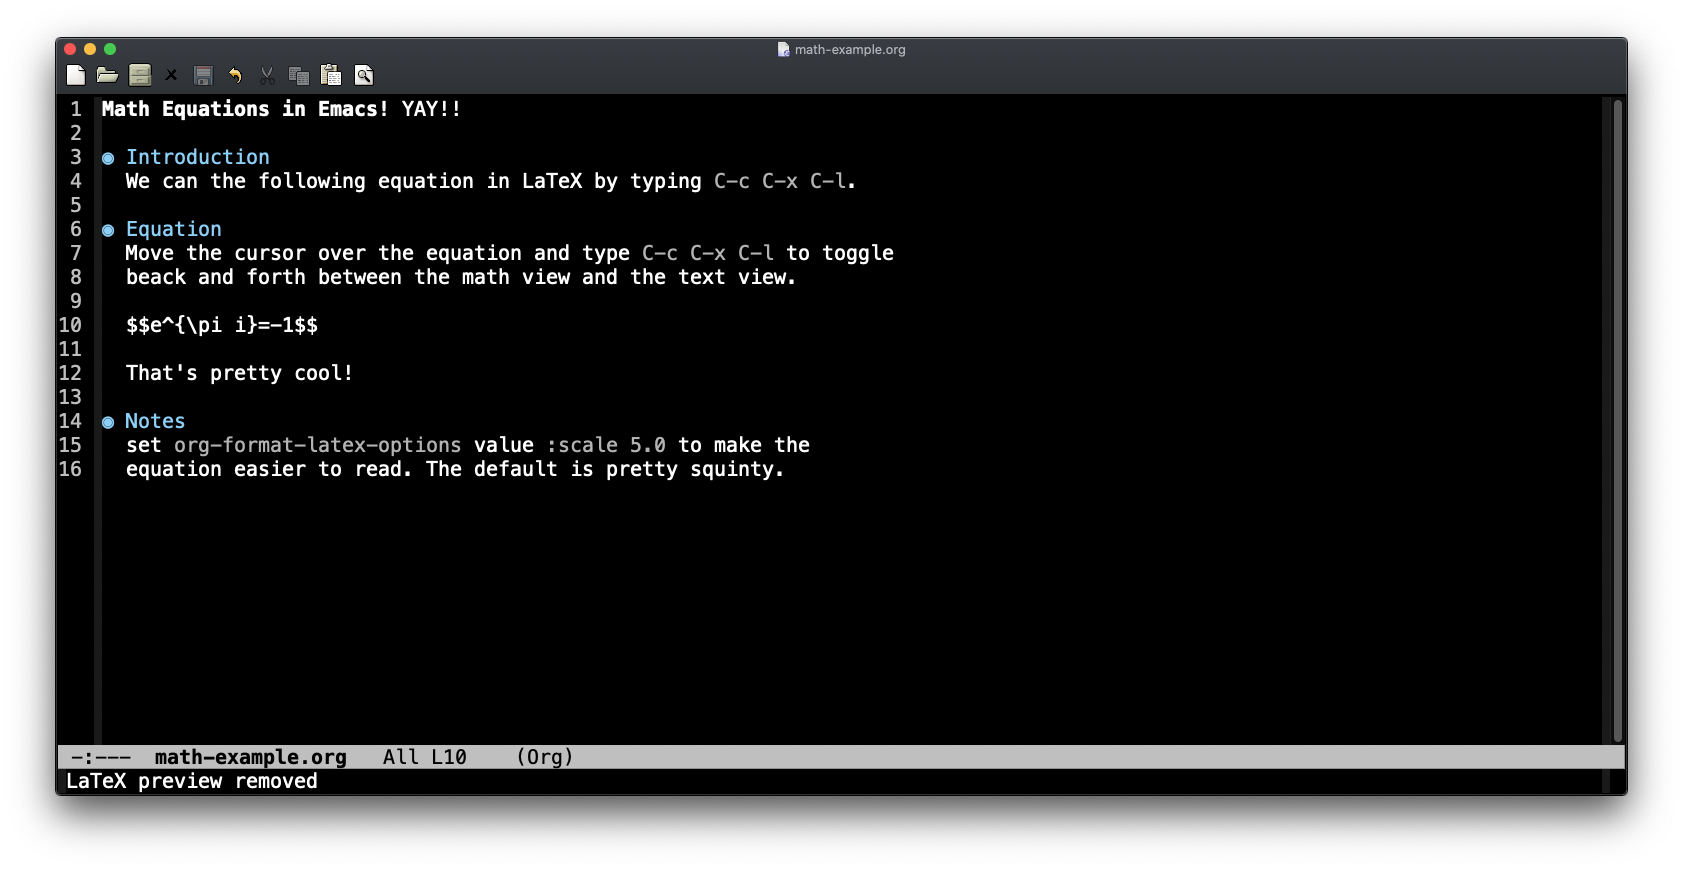 math-example.org
1 Math Equations in Emacs! YAY!!
2
3 ◉ Introduction
4 We can the following equation in LaTeX by typing C-c C-x C-l.
5
6 ◉ Equation
7 Move the cursor over the equation and type C-c C-x C-l to toggle
8 beack and forth between the math view and the text view.
9
10 $$e^{\pi i}=-1$$
11
12 That's pretty cool!
13
14 ◉ Notes
15 set org-format-latex-options value :scale 5.0 to make the
16 equation easier to read. The default is pretty squinty.
-:--- math-example.org All L10 (Org)
LaTeX preview removed